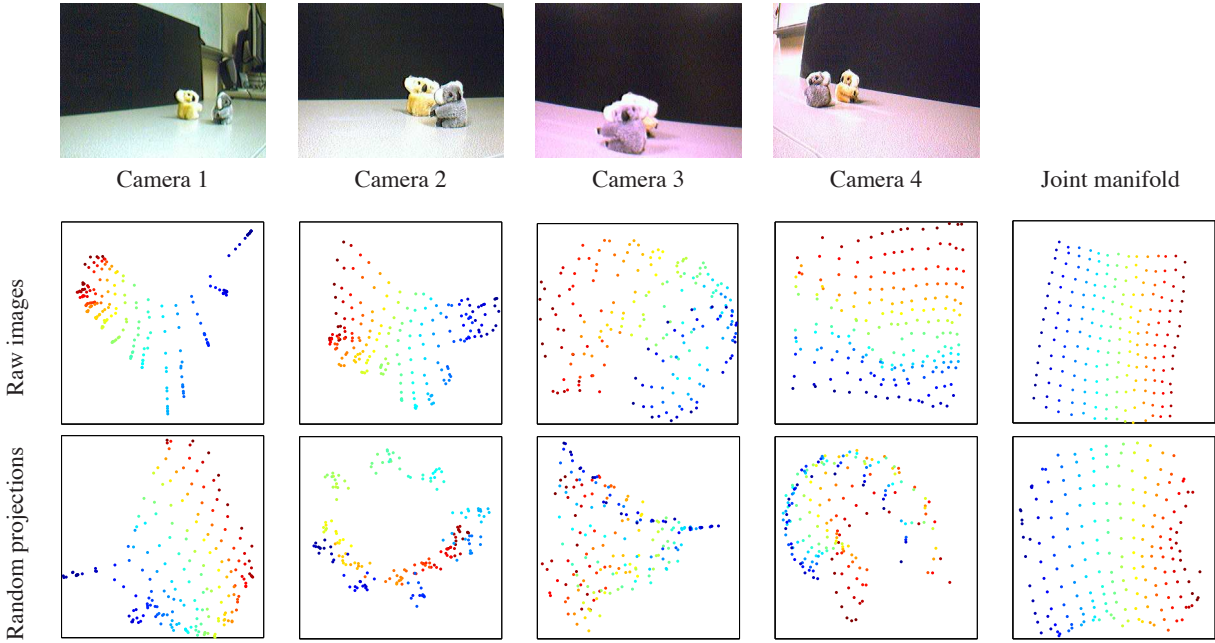 Camera 1
Camera 2
Camera 3
Camera 4
Joint manifold
Raw images
Random projections